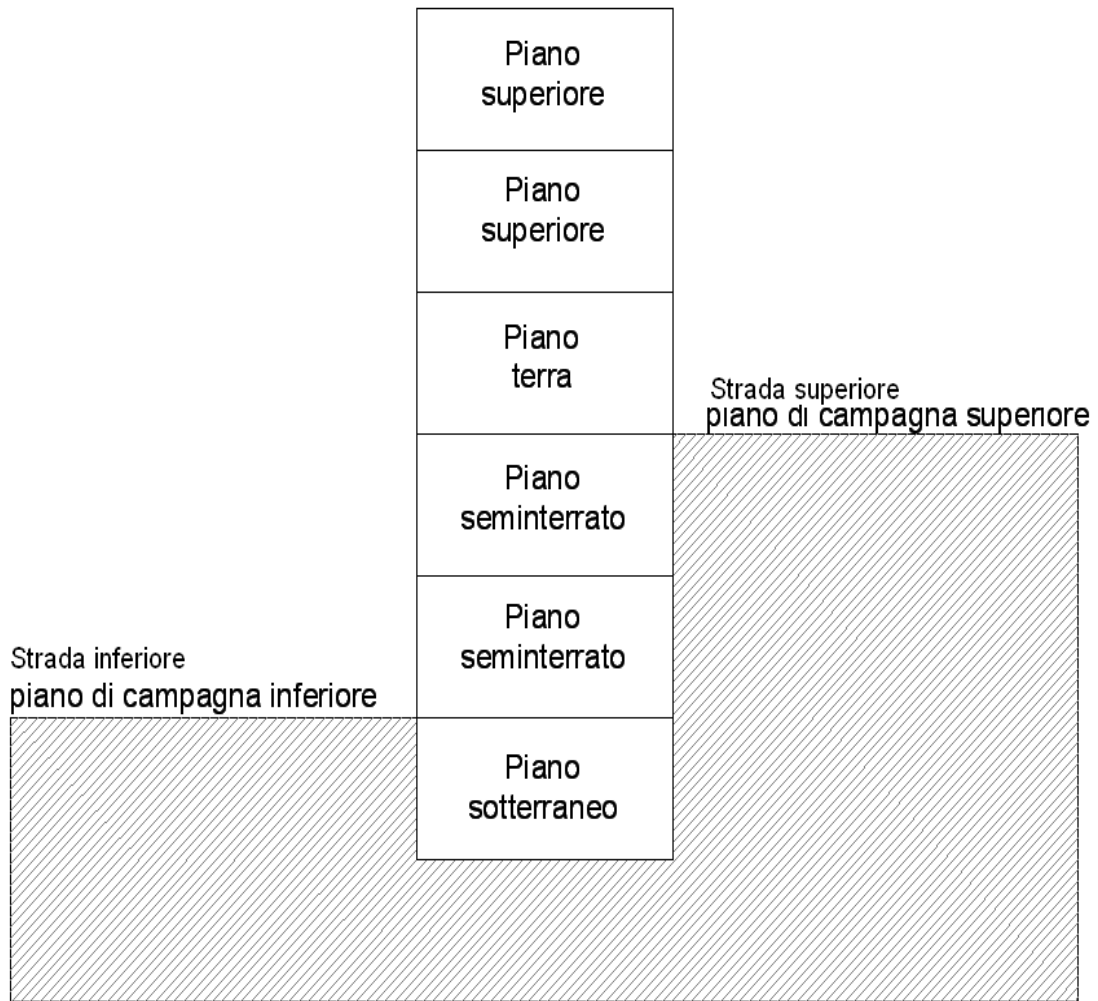 Piano
superiore
Piano
superiore
Piano
terra
Strada superiore
piano di campagna superiore
Piano
seminterrato
Piano
seminterrato
Strada inferiore
piano di campagna inferiore
Piano
sotterraneo